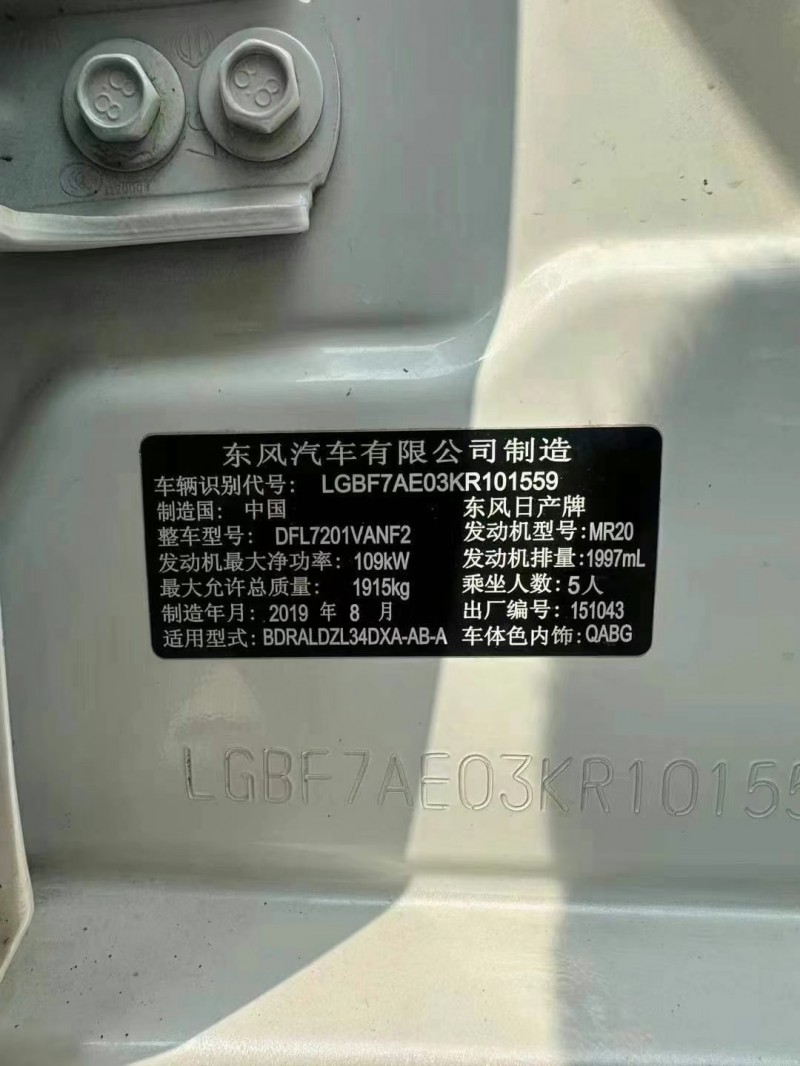 8.8
8.8
东风汽车有限公司制造
车辆识别代号: LGBF7AE03KR101559
制造国: 中国 东风日产牌
整车型号: DFL7201VANF2 发动机型号:MR20
发动机最大净功率: 109kW 发动机排量:1997mL
最大允许总质量: 1915kg 乘坐人数:5人
制造年月: 2019 年 8 月 出厂编号: 151043
适用型式: BDRALDZL34DXA-AB-A 车体色内饰:QABG
LGBF7AE03KR10155